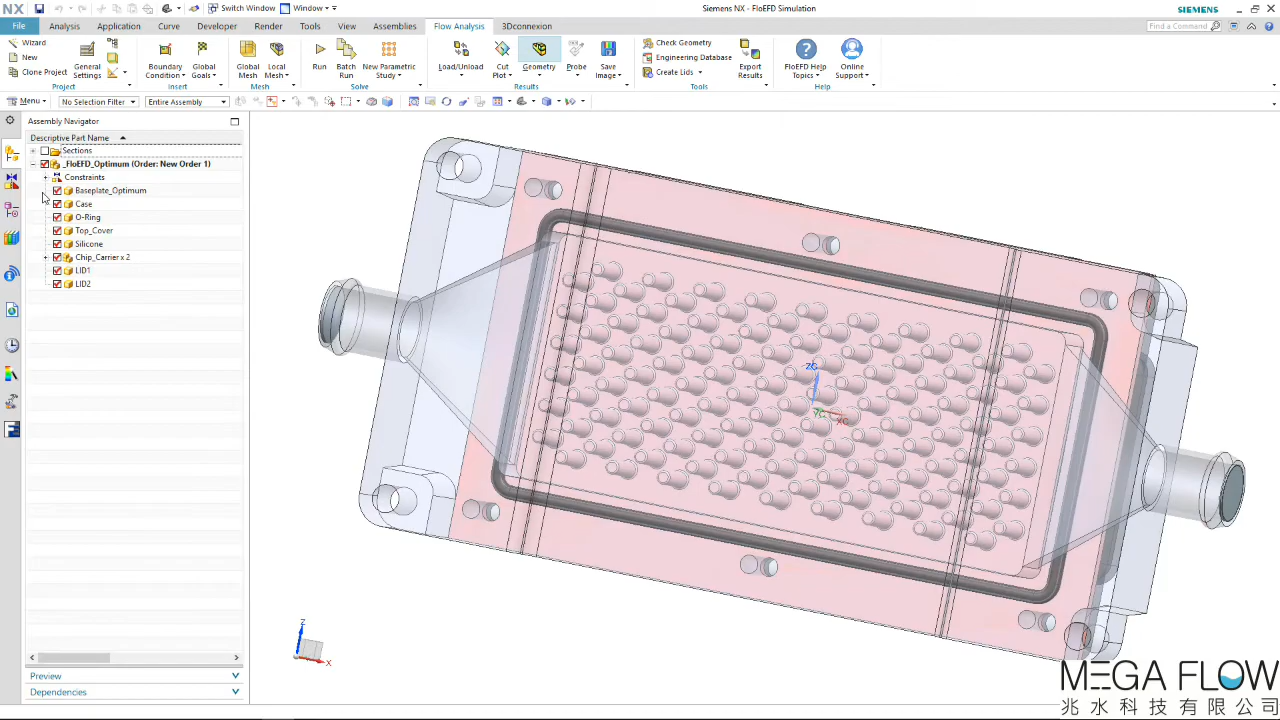 NX
Switch Window
Window
NX - FloEFD Simulation
SIEMENS
File
Analysis
Application
Curve
Developer
Render
Tools
View
Assemblies
Flow Analysis
3Dconnexion
Find a Command
Wizard
New
Clone Project
General Settings
Project
Boundary Condition
Global Goals
Insert
Global Mesh
Local Mesh
Mesh
Run
Batch Run
New Parametric Study
Solve
Load/Unload
Cut Plot
Geometry
Probe
Save Image
Results
Check Geometry
Engineering Database
Create Lids
Export Results
Tools
FloEFD Help Topics
Online Support
Help
Menu
No Selection Filter
Entire Assembly
Assembly Navigator
Descriptive Part Name
Sections
_FloEFD_Optimum (Order: New Order 1)
Constraints
Baseplate_Optimum
Case
O-Ring
Top_Cover
Silicone
Chip_Carrier x 2
LID1
LID2
Preview
Dependencies
ZC
YC
XC
Z
X
MEGA FLOW
兆水科技有限公司